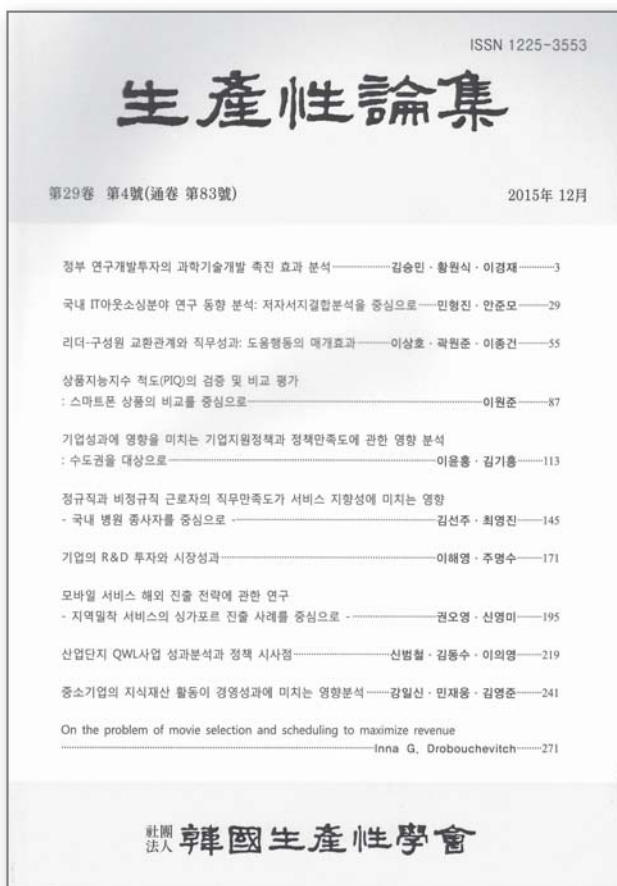 ISSN 1225-3553
生產性論集
第29卷 第4號(通卷 第83號) 2015年 12月
정부 연구개발투자의 과학기술개발 촉진 효과 분석 김승민·황원식·이경재 3
국내 IT아웃소싱분야 연구 동향 분석: 저자서지결합분석을 중심으로 민형진·안준모 29
리더-구성원 교환관계와 직무성과: 도움행동의 매개효과 이상호·곽원준·이종건 55
상품지능지수 척도(PIQ)의 검증 및 비교 평가
: 스마트폰 상품의 비교를 중심으로 이원준 87
기업성과에 영향을 미치는 기업지원정책과 정책만족도에 관한 영향 분석
: 수도권을 대상으로 이윤홍·김기흥 113
정규직과 비정규직 근로자의 직무만족도가 서비스 지향성에 미치는 영향
- 국내 병원 종사자를 중심으로 - 김선주·최영진 145
기업의 R&D 투자와 시장성과 이해영·주명수 171
모바일 서비스 해외 진출 전략에 관한 연구
- 지역밀착 서비스의 싱가포르 진출 사례를 중심으로 - 권오영·신영미 195
산업단지 QWL사업 성과분석과 정책 시사점 신범철·김동수·이의영 219
중소기업의 지식재산 활동이 경영성과에 미치는 영향분석 강일신·민재웅·김영준 241
On the problem of movie selection and scheduling to maximize revenue
Inna G. Drobouchevitch 271
社團法人 韓國生產性學會